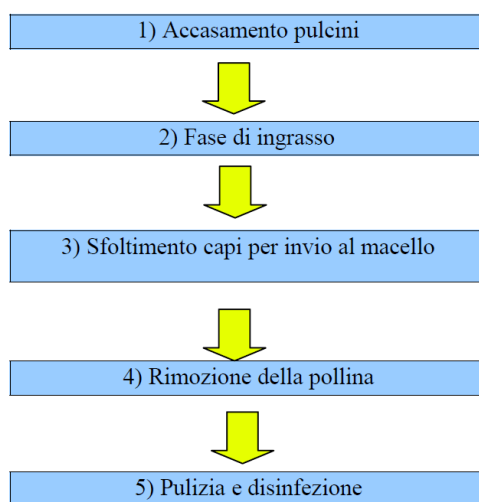 1) Accasamento pulcini
2) Fase di ingrasso
3) Sfoltimento capi per invio al macello
4) Rimozione della pollina
5) Pulizia e disinfezione